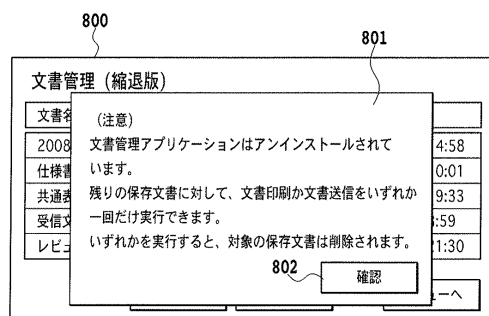 800
801
文書管理（縮退版）
文書名
（注意）
文書管理アプリケーションはアンインストールされて
います。
残りの保存文書に対して、文書印刷か文書送信をいずれか
一回だけ実行できます。
いずれかを実行すると、対象の保存文書は削除されます。
2008
4:58
仕様書
0:01
共通表
9:33
受信文
:59
レビュ
21:30
802
確認
ーへ